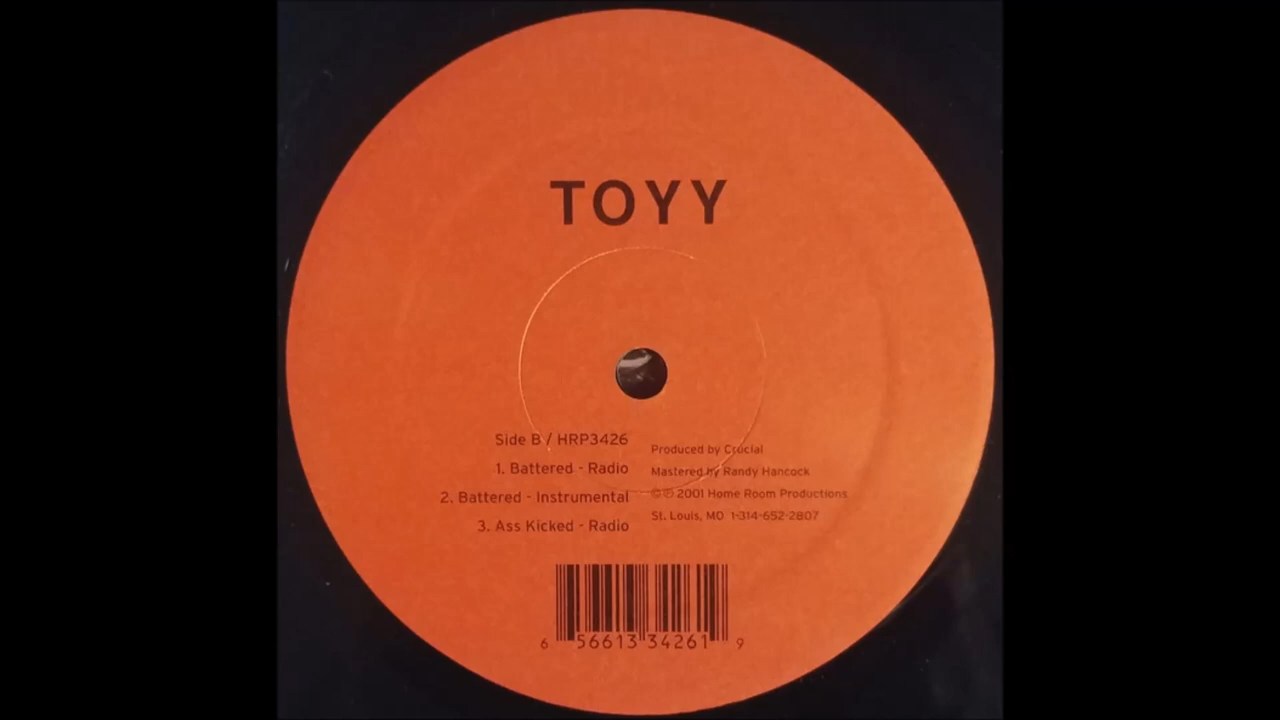 TOYY
Side B / HRP3426
1. Battered - Radio
2. Battered - Instrumental
3. Ass Kicked - Radio
Produced by Crucial
Mastered by Randy Hancock
©℗ 2001 Home Room Productions
St. Louis, MO 1-314-652-2807
6 56613 34261 9